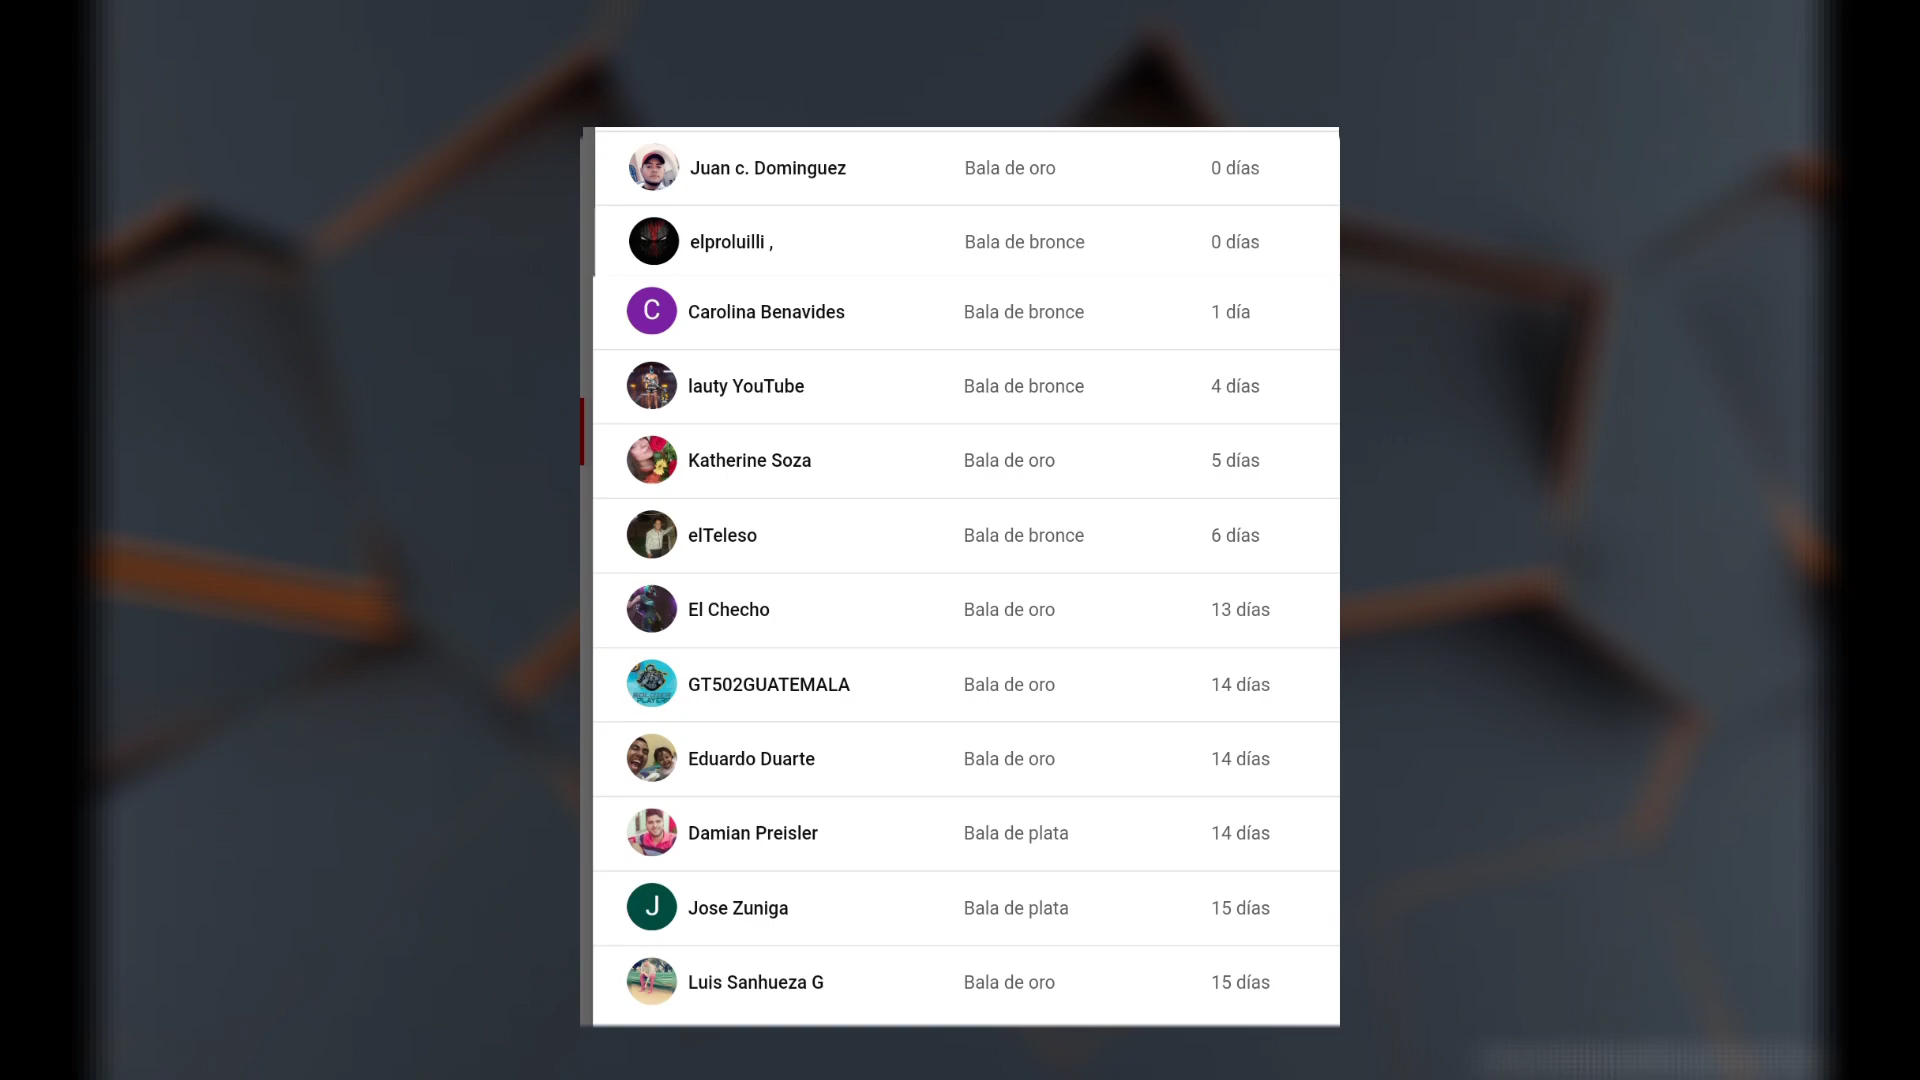 Juan c. Dominguez Bala de oro 0 días
elproluilli , Bala de bronce 0 días
C Carolina Benavides Bala de bronce 1 día
lauty YouTube Bala de bronce 4 días
Katherine Soza Bala de oro 5 días
elTeleso Bala de bronce 6 días
El Checho Bala de oro 13 días
GT502GUATEMALA Bala de oro 14 días
Eduardo Duarte Bala de oro 14 días
Damian Preisler Bala de plata 14 días
J Jose Zuniga Bala de plata 15 días
Luis Sanhueza G Bala de oro 15 días